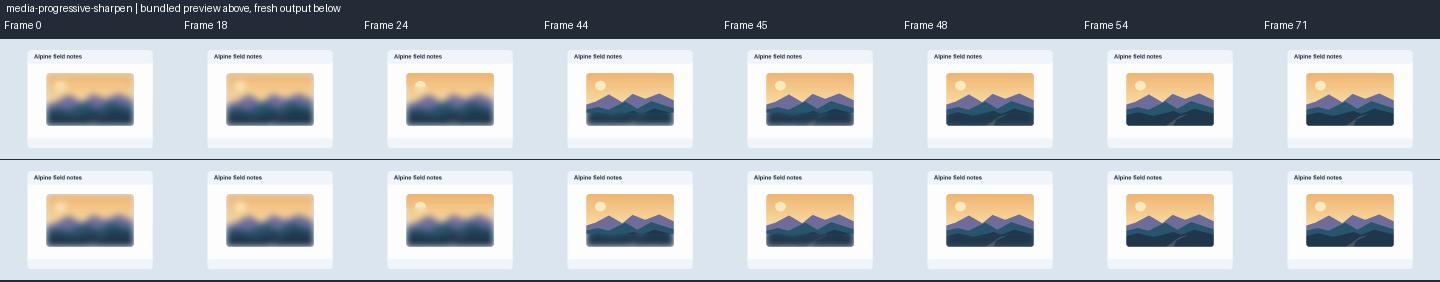 media-progressive-sharpen | bundled preview above, fresh output below
Frame 0 Frame 18 Frame 24 Frame 44 Frame 45 Frame 48 Frame 54 Frame 71
Alpine field notes Alpine field notes Alpine field notes Alpine field notes Alpine field notes Alpine field notes Alpine field notes Alpine field notes
Alpine field notes Alpine field notes Alpine field notes Alpine field notes Alpine field notes Alpine field notes Alpine field notes Alpine field notes